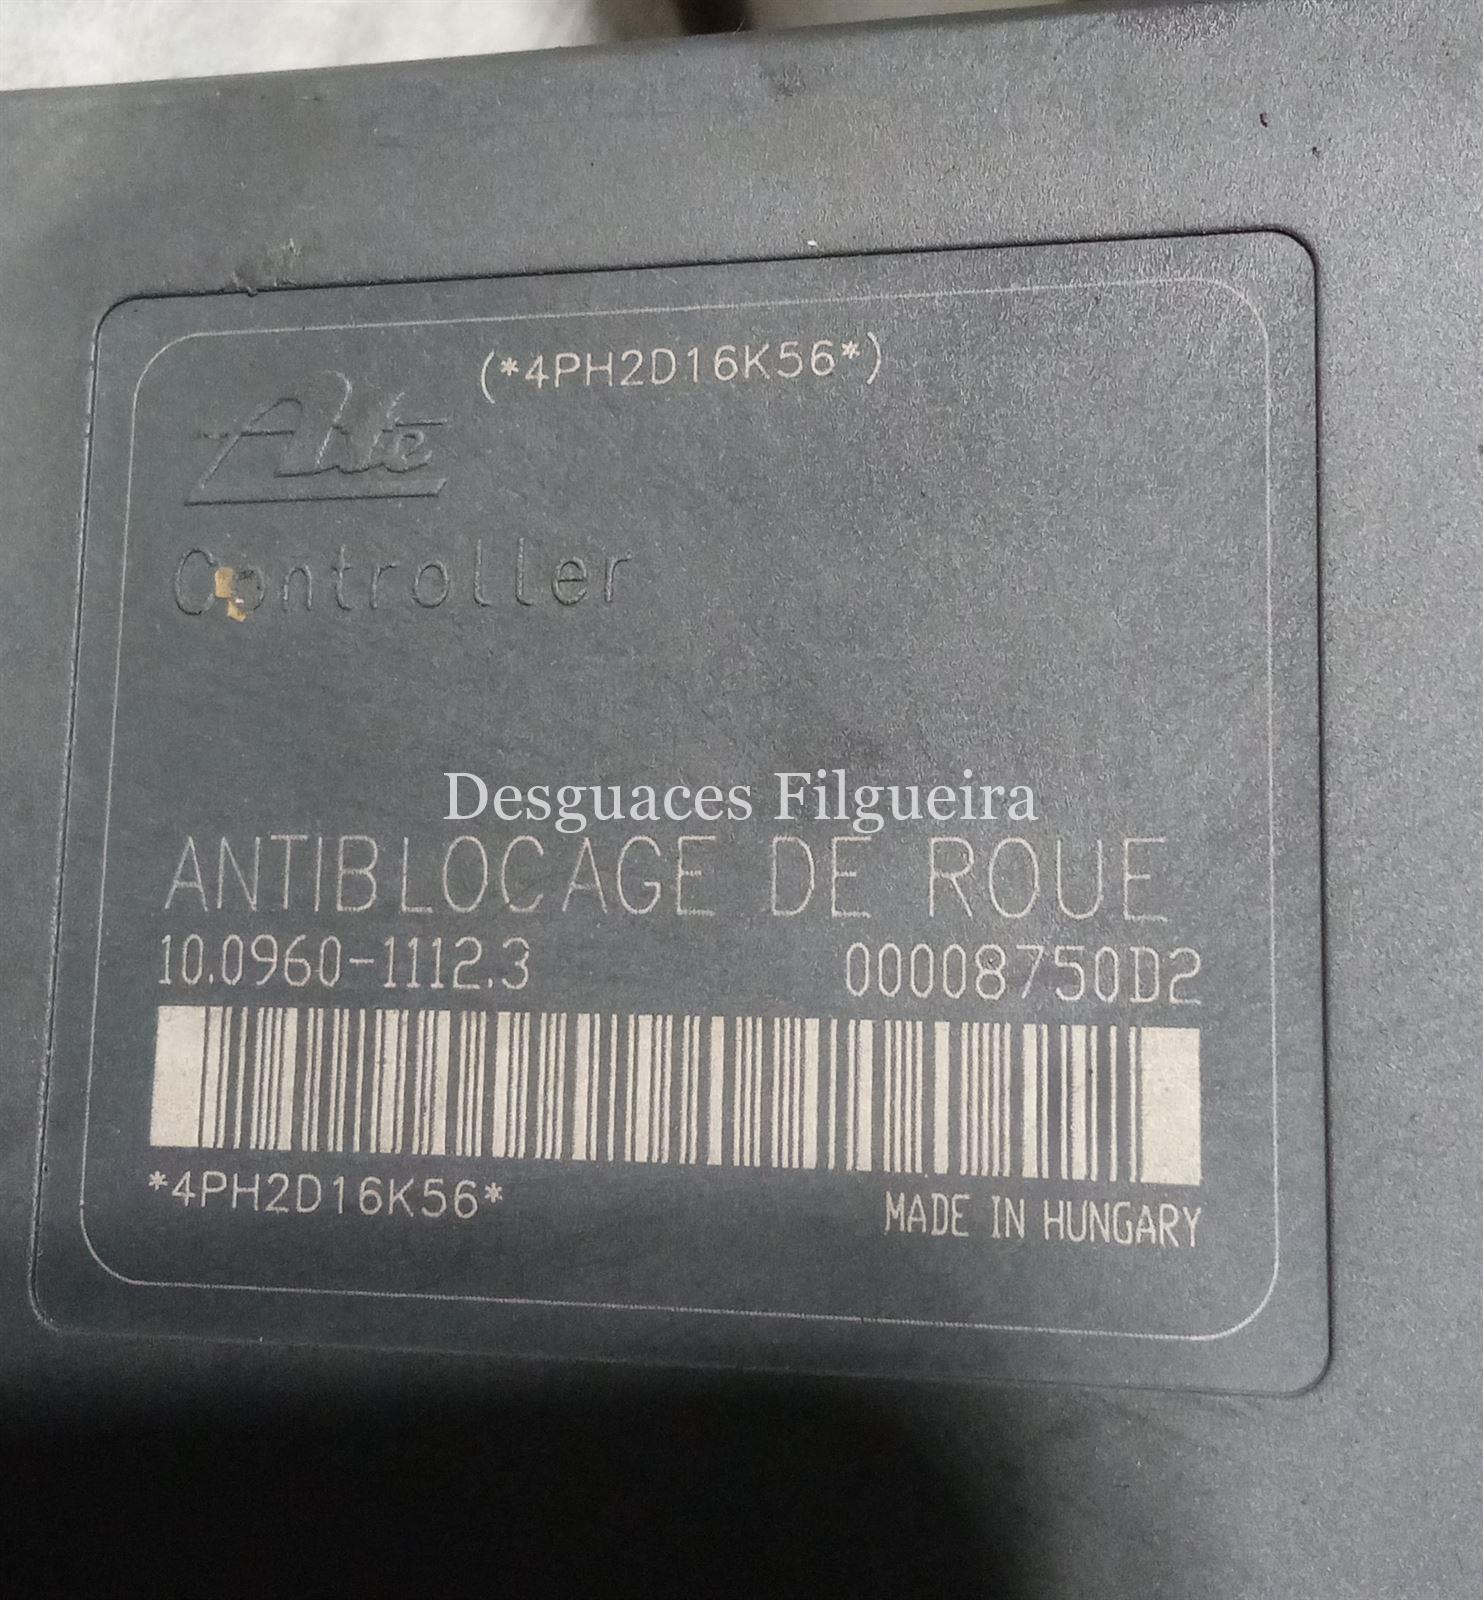 (*4PH2D16K56*)
Ate
Controller
Desguaces Filgueira
ANTIBLOCAGE DE ROUE
10.0960-1112.3 00008750D2
*4PH2D16K56* MADE IN HUNGARY